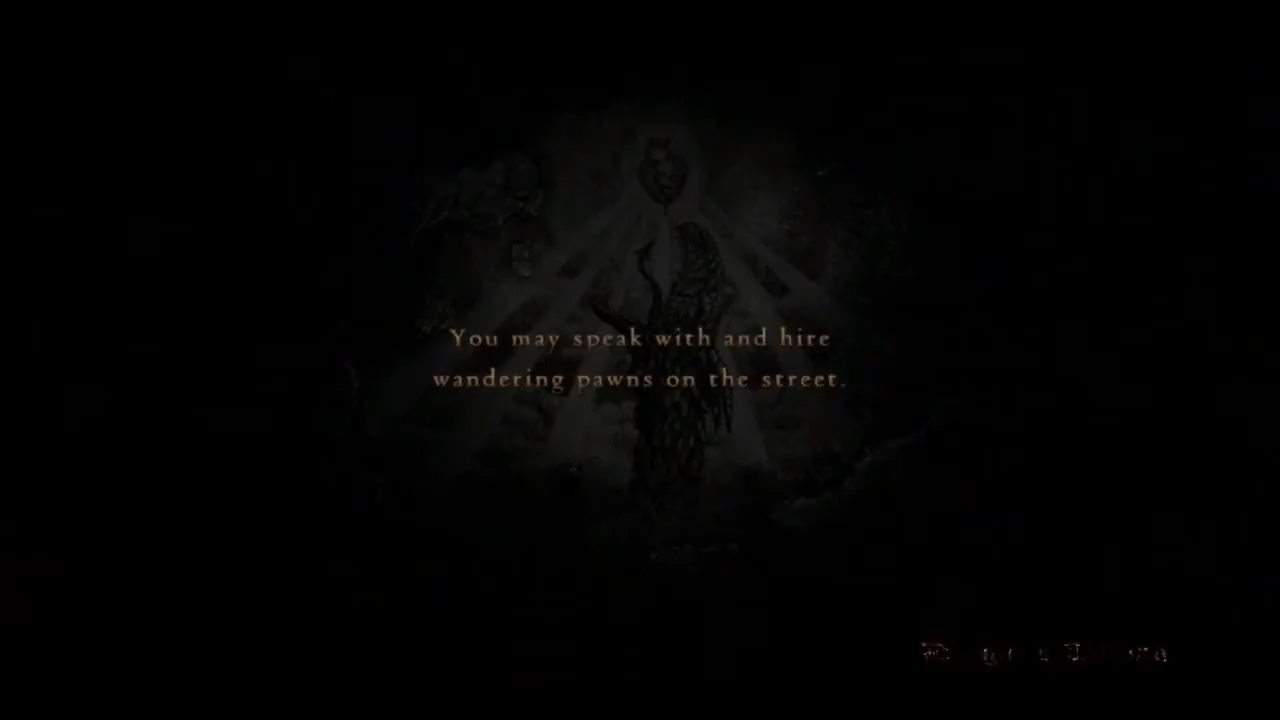 You may speak with and hire
wandering pawns on the street.